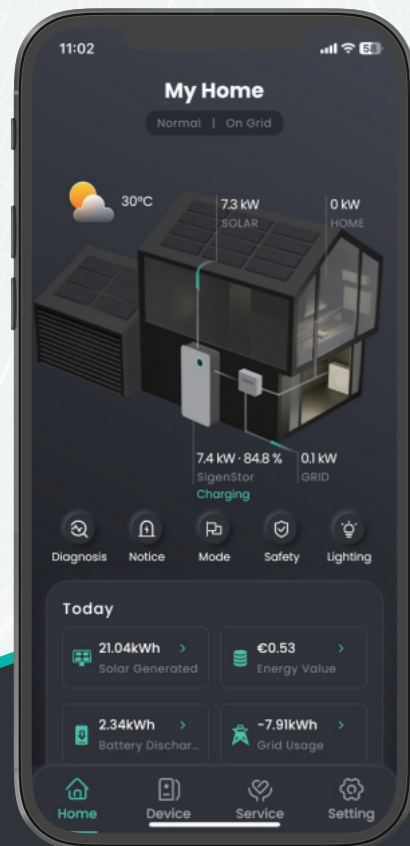 11:02
58
My Home
Normal | On Grid
30°C
7.3 kW
SOLAR
0 kW
HOME
7.4 kW · 84.8 %
SigenStor
Charging
0.1 kW
GRID
Diagnosis Notice Mode Safety Lighting
Today
21.04kWh >
Solar Generated
€0.53 >
Energy Value
2.34kWh >
Battery Dischar...
-7.91kWh >
Grid Usage
Home Device Service Setting